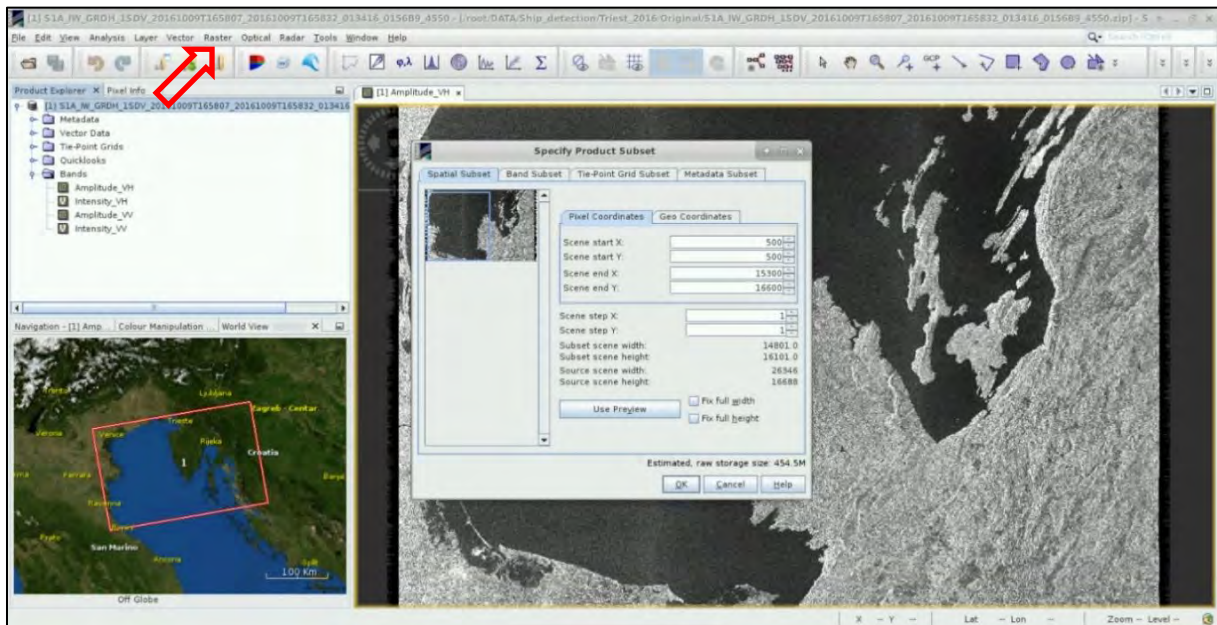 [1] S1A_IW_GRDH_1SDV_20161009T165807_20161009T165832_013416_0156B9_4550 - [/root/DATA/Ship_detection/Triest_2016/Original/S1A_IW_GRDH_1SDV_20161009T165807_20161009T165832_013416_0156B9_4550.zip] - S
File Edit View Analysis Layer Vector Raster Optical Radar Tools Window Help
Product Explorer Pixel Info
[1] Amplitude_VH
[1] S1A_IW_GRDH_1SDV_20161009T165807_20161009T165832_013416
Metadata
Vector Data
Tie-Point Grids
Quicklooks
Bands
Amplitude_VH
Intensity_VH
Amplitude_VV
Intensity_VV
Specify Product Subset
Spatial Subset Band Subset Tie-Point Grid Subset Metadata Subset
Pixel Coordinates Geo Coordinates
Scene start X: 500
Scene start Y: 500
Scene end X: 15300
Scene end Y: 16600
Scene step X: 1
Scene step Y: 1
Subset scene width: 14801.0
Subset scene height: 16101.0
Source scene width: 26346
Source scene height: 16688
Use Preview
Fix full width
Fix full height
Estimated, raw storage size: 454.5M
OK Cancel Help
Navigation - [1] Amp... Colour Manipulation ... World View
Trento
Ljubljana
Zagreb - Centar
Trieste
Verona
Venice
Rijeka
Croatia
1
Ferrara
Ravenna
Rimini
Prato
San Marino
Ancona
Split
100 Km
Off Globe
X -- Y -- Lat -- Lon -- Zoom -- Level --